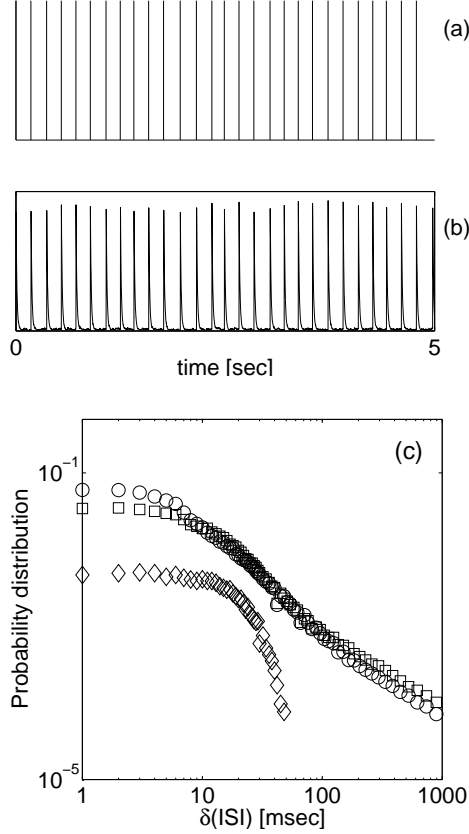 (a)
(b)
0 5
time [sec]
(c)
10^-1
Probability distribution
10^-5
1 10 100 1000
δ(ISI) [msec]